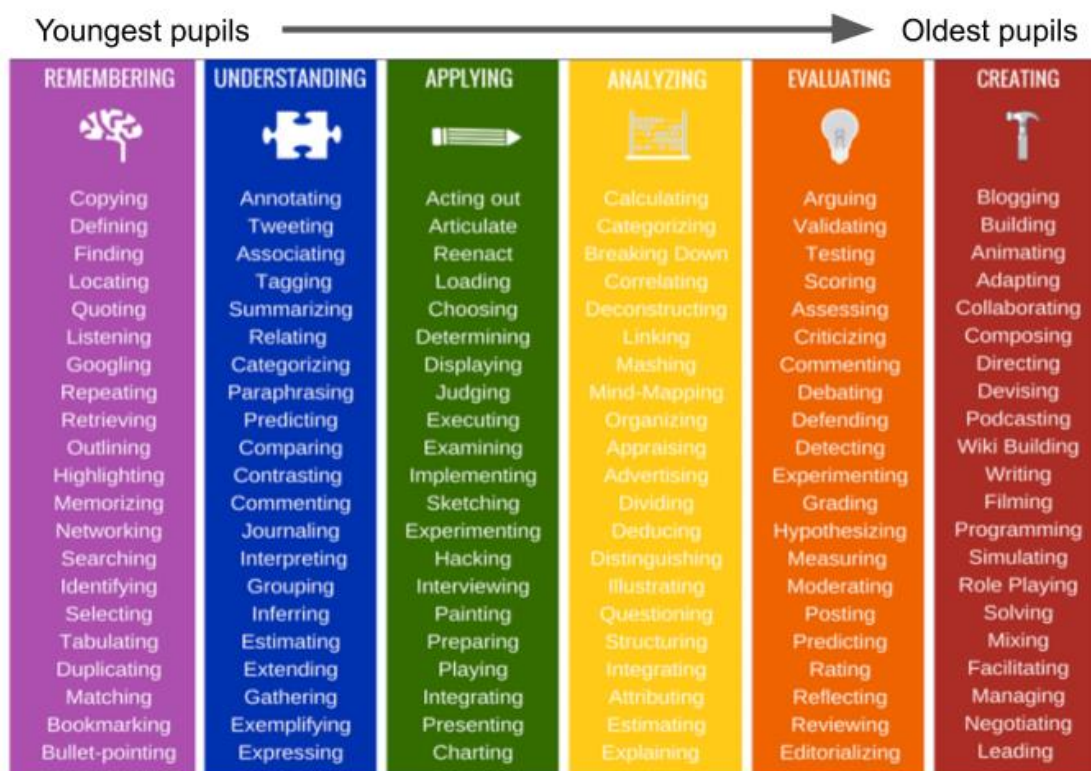 Youngest pupils
Oldest pupils
REMEMBERING
Copying
Defining
Finding
Locating
Quoting
Listening
Googling
Repeating
Retrieving
Outlining
Highlighting
Memorizing
Networking
Searching
Identifying
Selecting
Tabulating
Duplicating
Matching
Bookmarking
Bullet-pointing
UNDERSTANDING
Annotating
Tweeting
Associating
Tagging
Summarizing
Relating
Categorizing
Paraphrasing
Predicting
Comparing
Contrasting
Commenting
Journaling
Interpreting
Grouping
Inferring
Estimating
Extending
Gathering
Exemplifying
Expressing
APPLYING
Acting out
Articulate
Reenact
Loading
Choosing
Determining
Displaying
Judging
Executing
Examining
Implementing
Sketching
Experimenting
Hacking
Interviewing
Painting
Preparing
Playing
Integrating
Presenting
Charting
ANALYZING
Calculating
Categorizing
Breaking Down
Correlating
Deconstructing
Linking
Mashing
Mind-Mapping
Organizing
Appraising
Advertising
Dividing
Deducing
Distinguishing
Illustrating
Questioning
Structuring
Integrating
Attributing
Estimating
Explaining
EVALUATING
Arguing
Validating
Testing
Scoring
Assessing
Criticizing
Commenting
Debating
Defending
Detecting
Experimenting
Grading
Hypothesizing
Measuring
Moderating
Posting
Predicting
Rating
Reflecting
Reviewing
Editorializing
CREATING
Blogging
Building
Animating
Adapting
Collaborating
Composing
Directing
Devising
Podcasting
Wiki Building
Writing
Filming
Programming
Simulating
Role Playing
Solving
Mixing
Facilitating
Managing
Negotiating
Leading